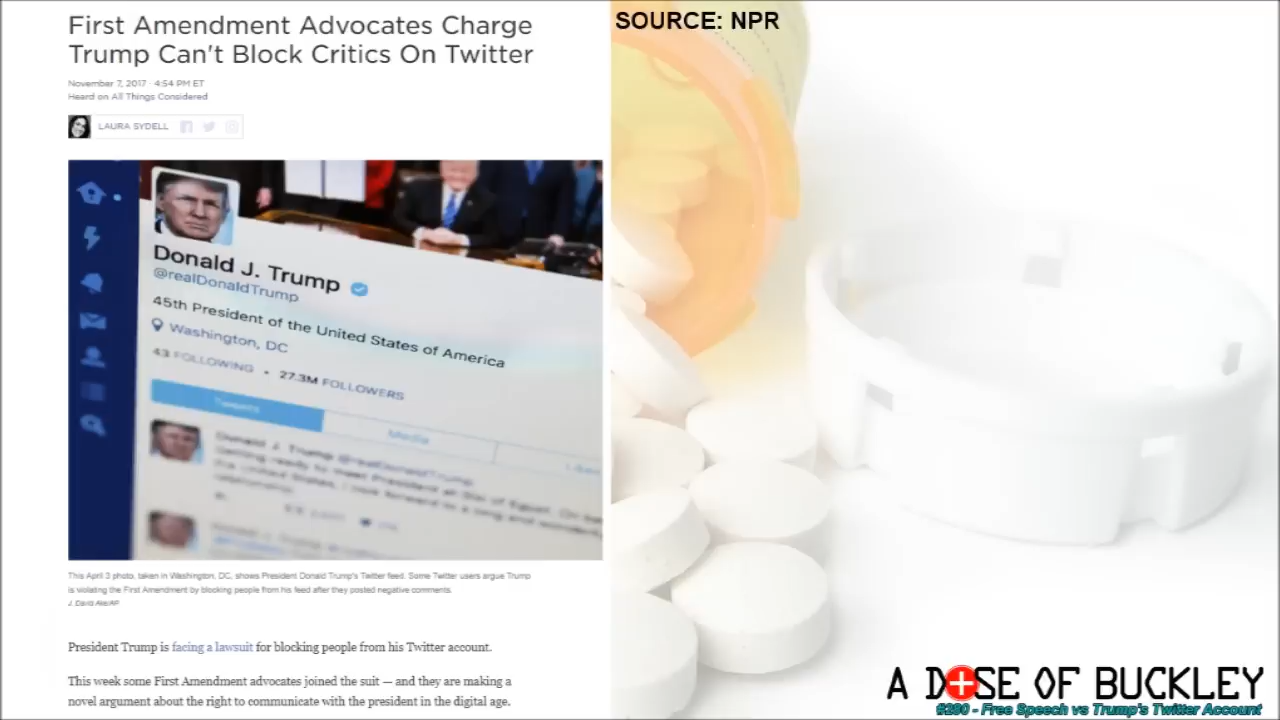 First Amendment Advocates Charge
Trump Can't Block Critics On Twitter
November 7, 2017 · 4:54 PM ET
Heard on All Things Considered
LAURA SYDELL
Donald J. Trump
@realDonaldTrump
45th President of the United States of America
Washington, DC
43 FOLLOWING • 27.3M FOLLOWERS
Tweets
Media
Donald J. Trump @realDonaldTrump
This April 3 photo, taken in Washington, DC, shows President Donald Trump's Twitter feed. Some Twitter users argue Trump
is violating the First Amendment by blocking people from his feed after they posted negative comments.
J. David Ake/AP
President Trump is facing a lawsuit for blocking people from his Twitter account.
This week some First Amendment advocates joined the suit — and they are making a
novel argument about the right to communicate with the president in the digital age.
SOURCE: NPR
A DOSE OF BUCKLEY
#280 - Free Speech vs Trump's Twitter Account